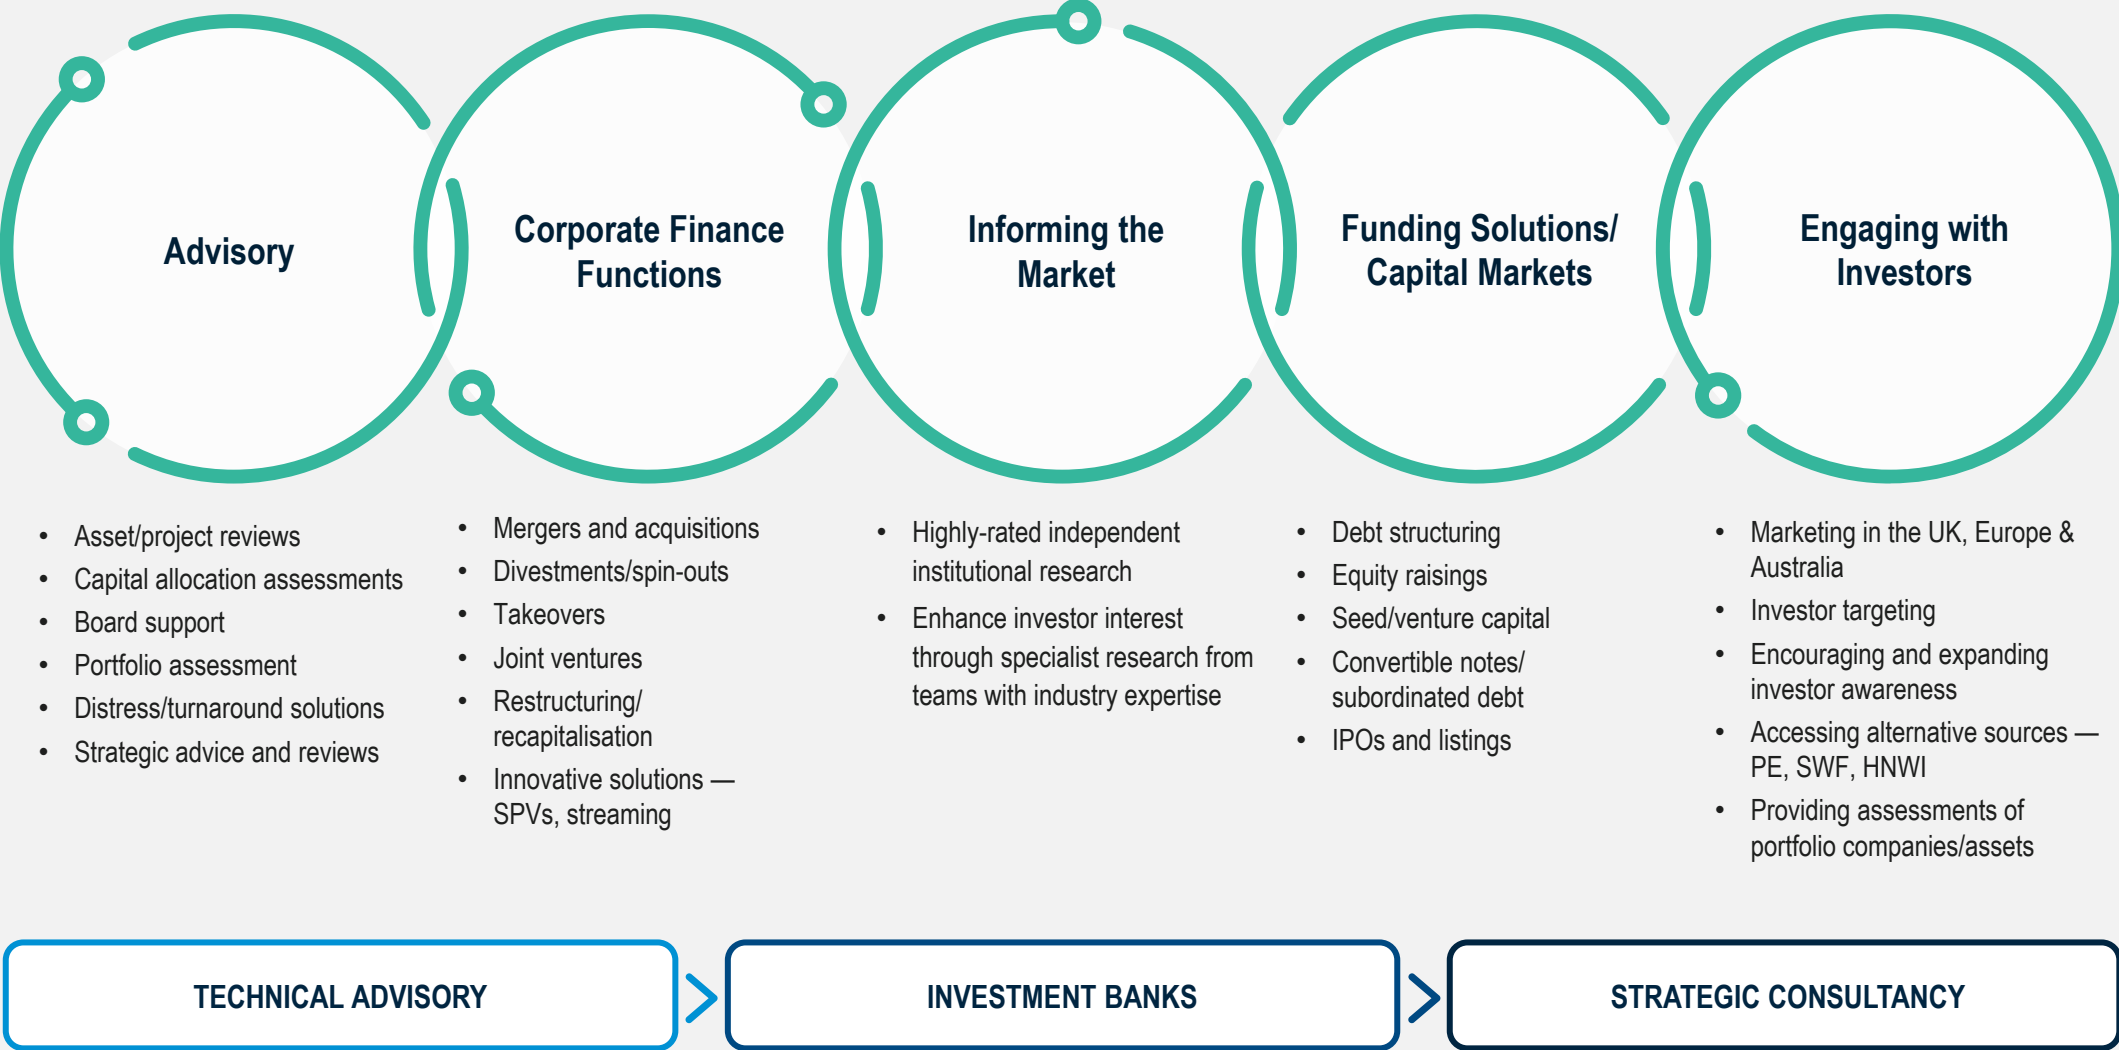 Advisory
Corporate Finance
Functions
Informing the
Market
Funding Solutions/
Capital Markets
Engaging with
Investors
• Asset/project reviews
• Capital allocation assessments
• Board support
• Portfolio assessment
• Distress/turnaround solutions
• Strategic advice and reviews
• Mergers and acquisitions
• Divestments/spin-outs
• Takeovers
• Joint ventures
• Restructuring/
recapitalisation
• Innovative solutions —
SPVs, streaming
• Highly-rated independent
institutional research
• Enhance investor interest
through specialist research from
teams with industry expertise
• Debt structuring
• Equity raisings
• Seed/venture capital
• Convertible notes/
subordinated debt
• IPOs and listings
• Marketing in the UK, Europe &
Australia
• Investor targeting
• Encouraging and expanding
investor awareness
• Accessing alternative sources —
PE, SWF, HNWI
• Providing assessments of
portfolio companies/assets
TECHNICAL ADVISORY
INVESTMENT BANKS
STRATEGIC CONSULTANCY